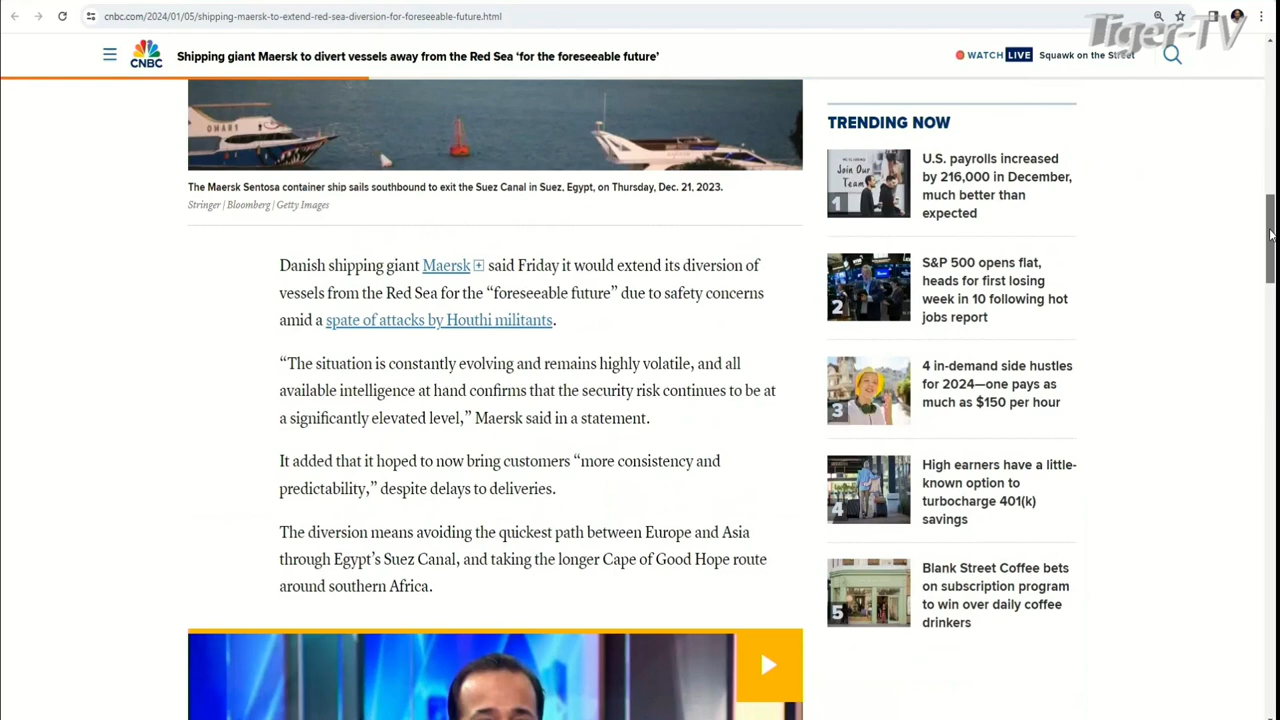 cnbc.com/2024/01/05/shipping-maersk-to-extend-red-sea-diversion-for-foreseeable-future.html
Tiger-TV
CNBC
Shipping giant Maersk to divert vessels away from the Red Sea ‘for the foreseeable future’
WATCH LIVE
Squawk on the Street
OMAR1
The Maersk Sentosa container ship sails southbound to exit the Suez Canal in Suez, Egypt, on Thursday, Dec. 21, 2023.
Stringer | Bloomberg | Getty Images
Danish shipping giant Maersk + said Friday it would extend its diversion of
vessels from the Red Sea for the “foreseeable future” due to safety concerns
amid a spate of attacks by Houthi militants.
“The situation is constantly evolving and remains highly volatile, and all
available intelligence at hand confirms that the security risk continues to be at
a significantly elevated level,” Maersk said in a statement.
It added that it hoped to now bring customers “more consistency and
predictability,” despite delays to deliveries.
The diversion means avoiding the quickest path between Europe and Asia
through Egypt’s Suez Canal, and taking the longer Cape of Good Hope route
around southern Africa.
TRENDING NOW
Join Our
Team
1
U.S. payrolls increased
by 216,000 in December,
much better than
expected
2
S&P 500 opens flat,
heads for first losing
week in 10 following hot
jobs report
3
4 in-demand side hustles
for 2024—one pays as
much as $150 per hour
4
High earners have a little-
known option to
turbocharge 401(k)
savings
5
Blank Street Coffee bets
on subscription program
to win over daily coffee
drinkers